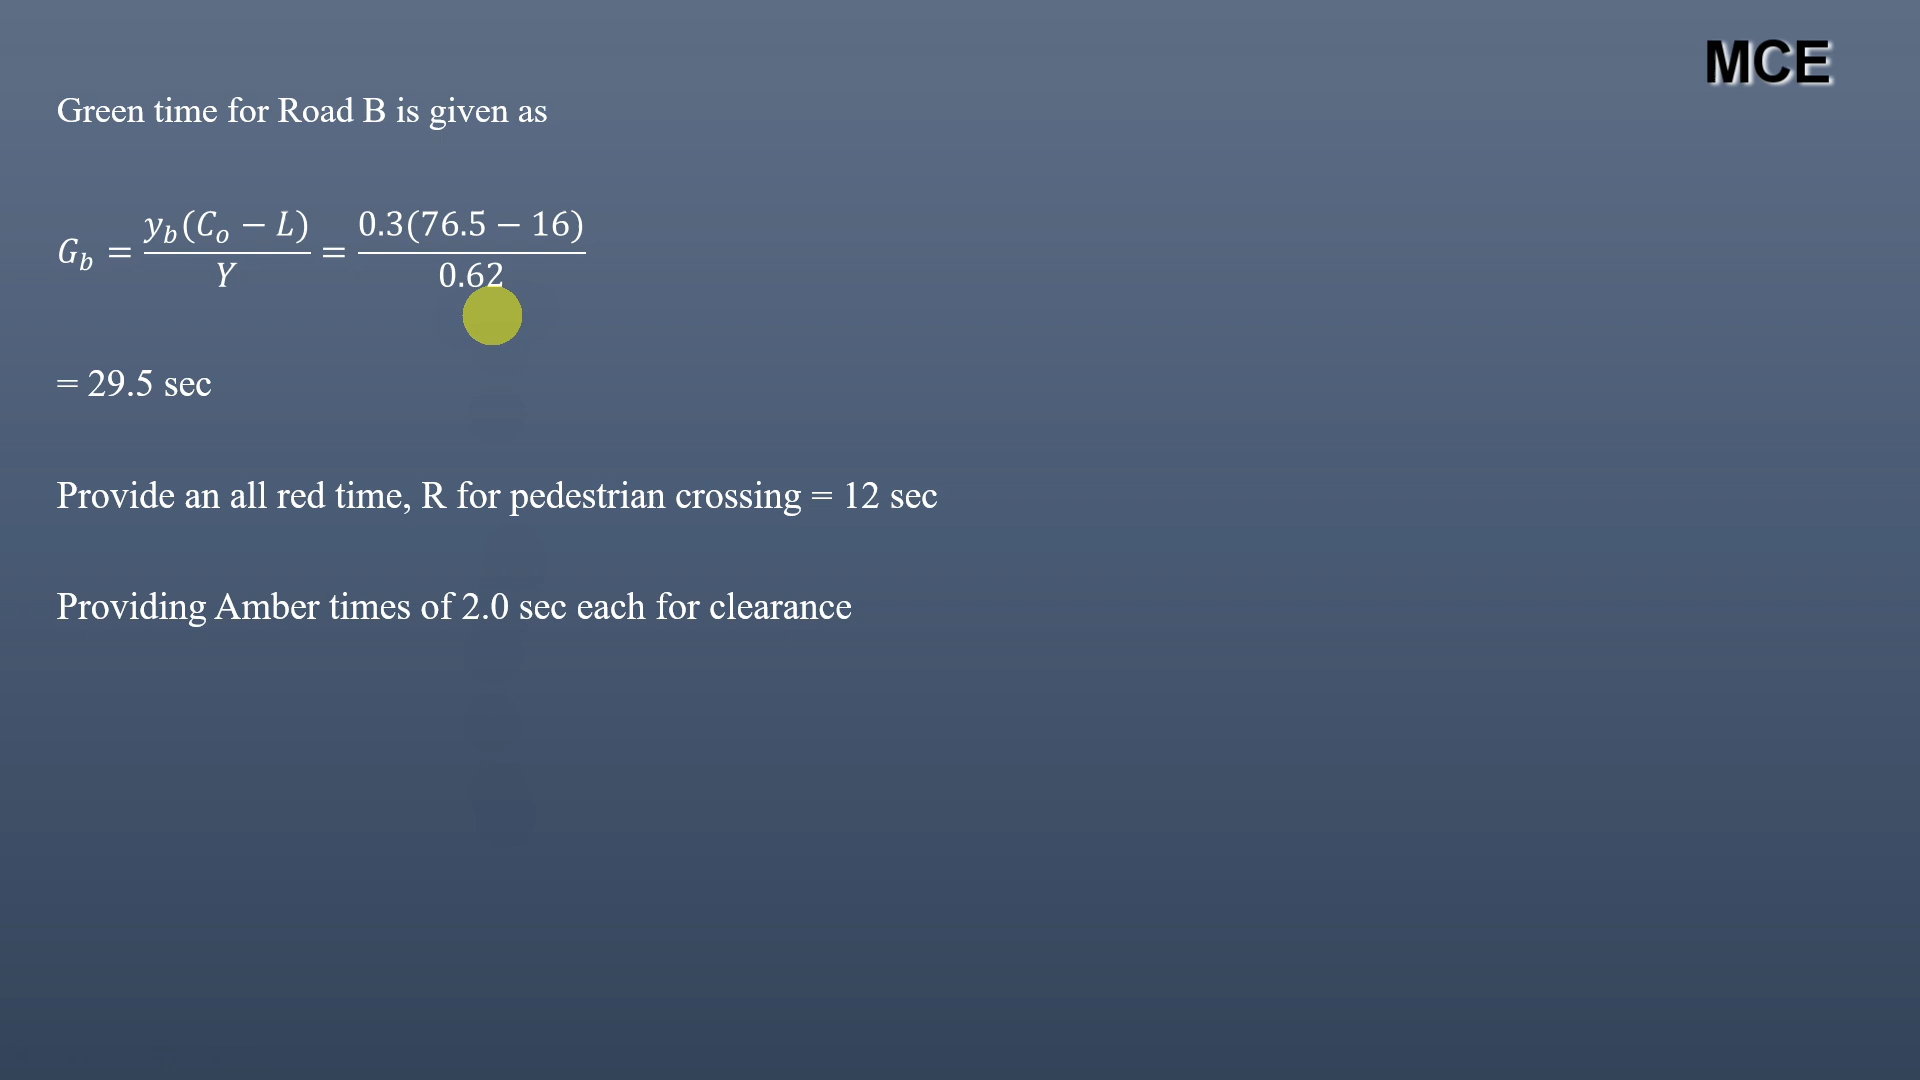 MCE
Green time for Road B is given as
G_b = y_b(C_o − L) / Y = 0.3(76.5 − 16) / 0.62
= 29.5 sec
Provide an all red time, R for pedestrian crossing = 12 sec
Providing Amber times of 2.0 sec each for clearance